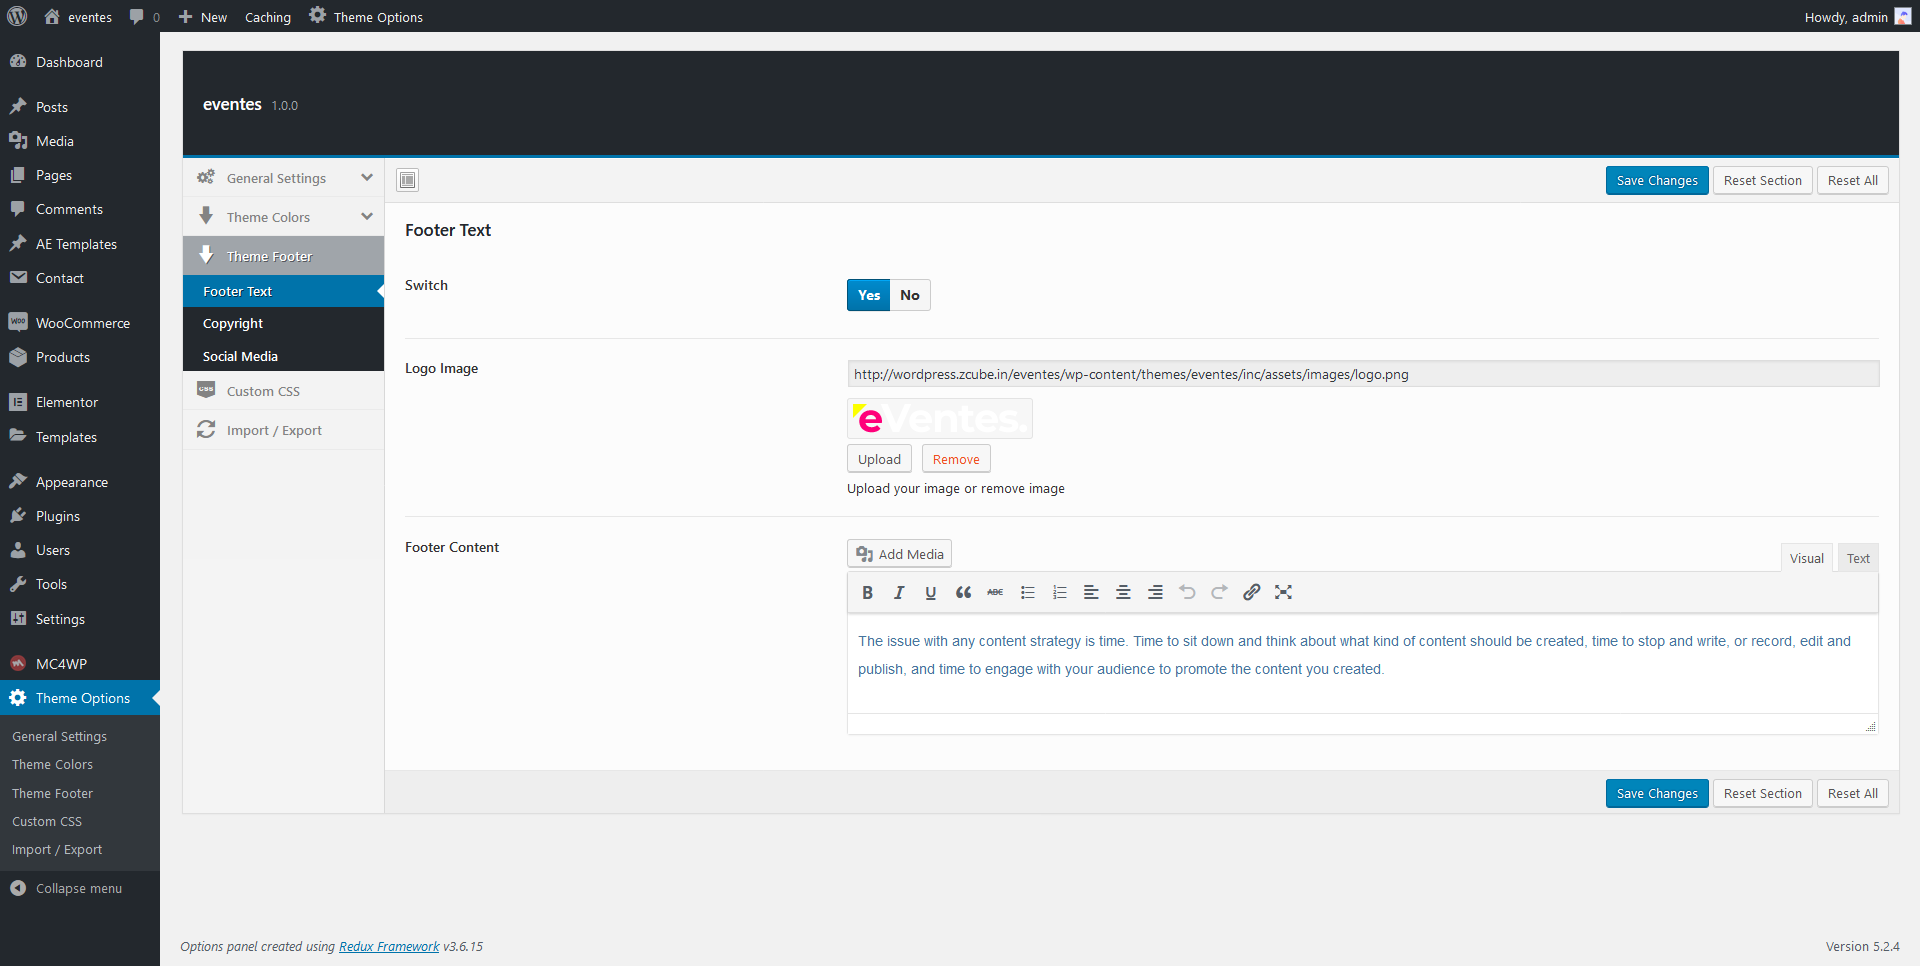 eventes
0
New
Caching
Theme Options
Howdy, admin
Dashboard
Posts
Media
Pages
Comments
AE Templates
Contact
WooCommerce
Products
Elementor
Templates
Appearance
Plugins
Users
Tools
Settings
MC4WP
Theme Options
General Settings
Theme Colors
Theme Footer
Custom CSS
Import / Export
Collapse menu
eventes 1.0.0
General Settings
Theme Colors
Theme Footer
Footer Text
Copyright
Social Media
Custom CSS
Import / Export
Save Changes
Reset Section
Reset All
Footer Text
Switch
Yes
No
Logo Image
http://wordpress.zcube.in/eventes/wp-content/themes/eventes/inc/assets/images/logo.png
eVentes.
Upload
Remove
Upload your image or remove image
Footer Content
Add Media
Visual
Text
B I U ABC
The issue with any content strategy is time. Time to sit down and think about what kind of content should be created, time to stop and write, or record, edit and
publish, and time to engage with your audience to promote the content you created.
Save Changes
Reset Section
Reset All
Options panel created using Redux Framework v3.6.15
Version 5.2.4